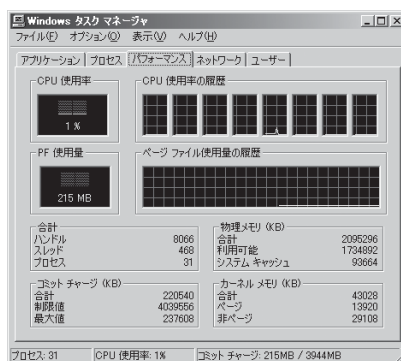 Windows タスク マネージャ
ファイル(F) オプション(O) 表示(V) ヘルプ(H)
アプリケーション プロセス パフォーマンス ネットワーク ユーザー
CPU 使用率
1 %
CPU 使用率の履歴
PF 使用量
215 MB
ページ ファイル使用量の履歴
合計
ハンドル 8066
スレッド 468
プロセス 31
物理メモリ (KB)
合計 2095296
利用可能 1734892
システム キャッシュ 93664
コミット チャージ (KB)
合計 220540
制限値 4039556
最大値 237608
カーネル メモリ (KB)
合計 43028
ページ 13920
非ページ 29108
プロセス: 31 CPU 使用率: 1% コミット チャージ: 215MB / 3944MB